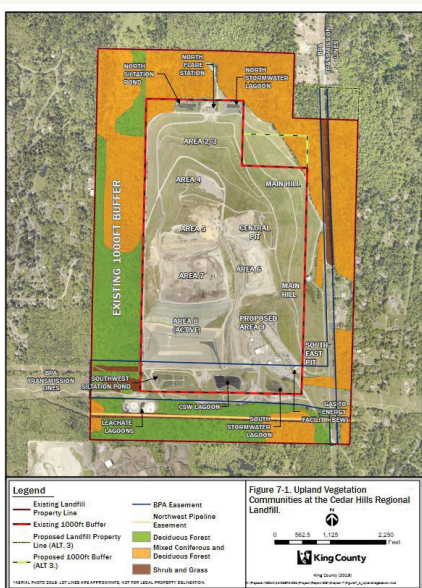 NORTH
SILTATION
POND
NORTH
FLARE
STATION
NORTH
STORMWATER
LAGOON
BPA
TRANSMISSION
LINES
AREA 2/3
AREA 4
MAIN HILL
EXISTING 1000FT BUFFER
AREA 5
CENTRAL
PIT
AREA 7
AREA 6
MAIN
HILL
AREA 8
PROPOSED
AREA 9
SOUTH-
EAST
PIT
BPA
TRANSMISSION
LINES
SOUTHWEST
SILTATION POND
CSW LAGOON
GAS TO
ENERGY
LEACHATE
LAGOONS
SOUTH
STORMWATER
LAGOON
Legend
Existing Landfill
Property Line
Existing 1000ft Buffer
Proposed Landfill Property
Line (ALT. 3)
Proposed 1000ft Buffer
(ALT. 3.)
BPA Easement
Northwest Pipeline
Easement
Deciduous Forest
Mixed Coniferous and
Deciduous Forest
Shrub and Grass
Figure 7-1. Upland Vegetation
Communities at the Cedar Hills Regional
Landfill.
N
0 562.5 1,125 2,250
Feet
King County
King County (2019)